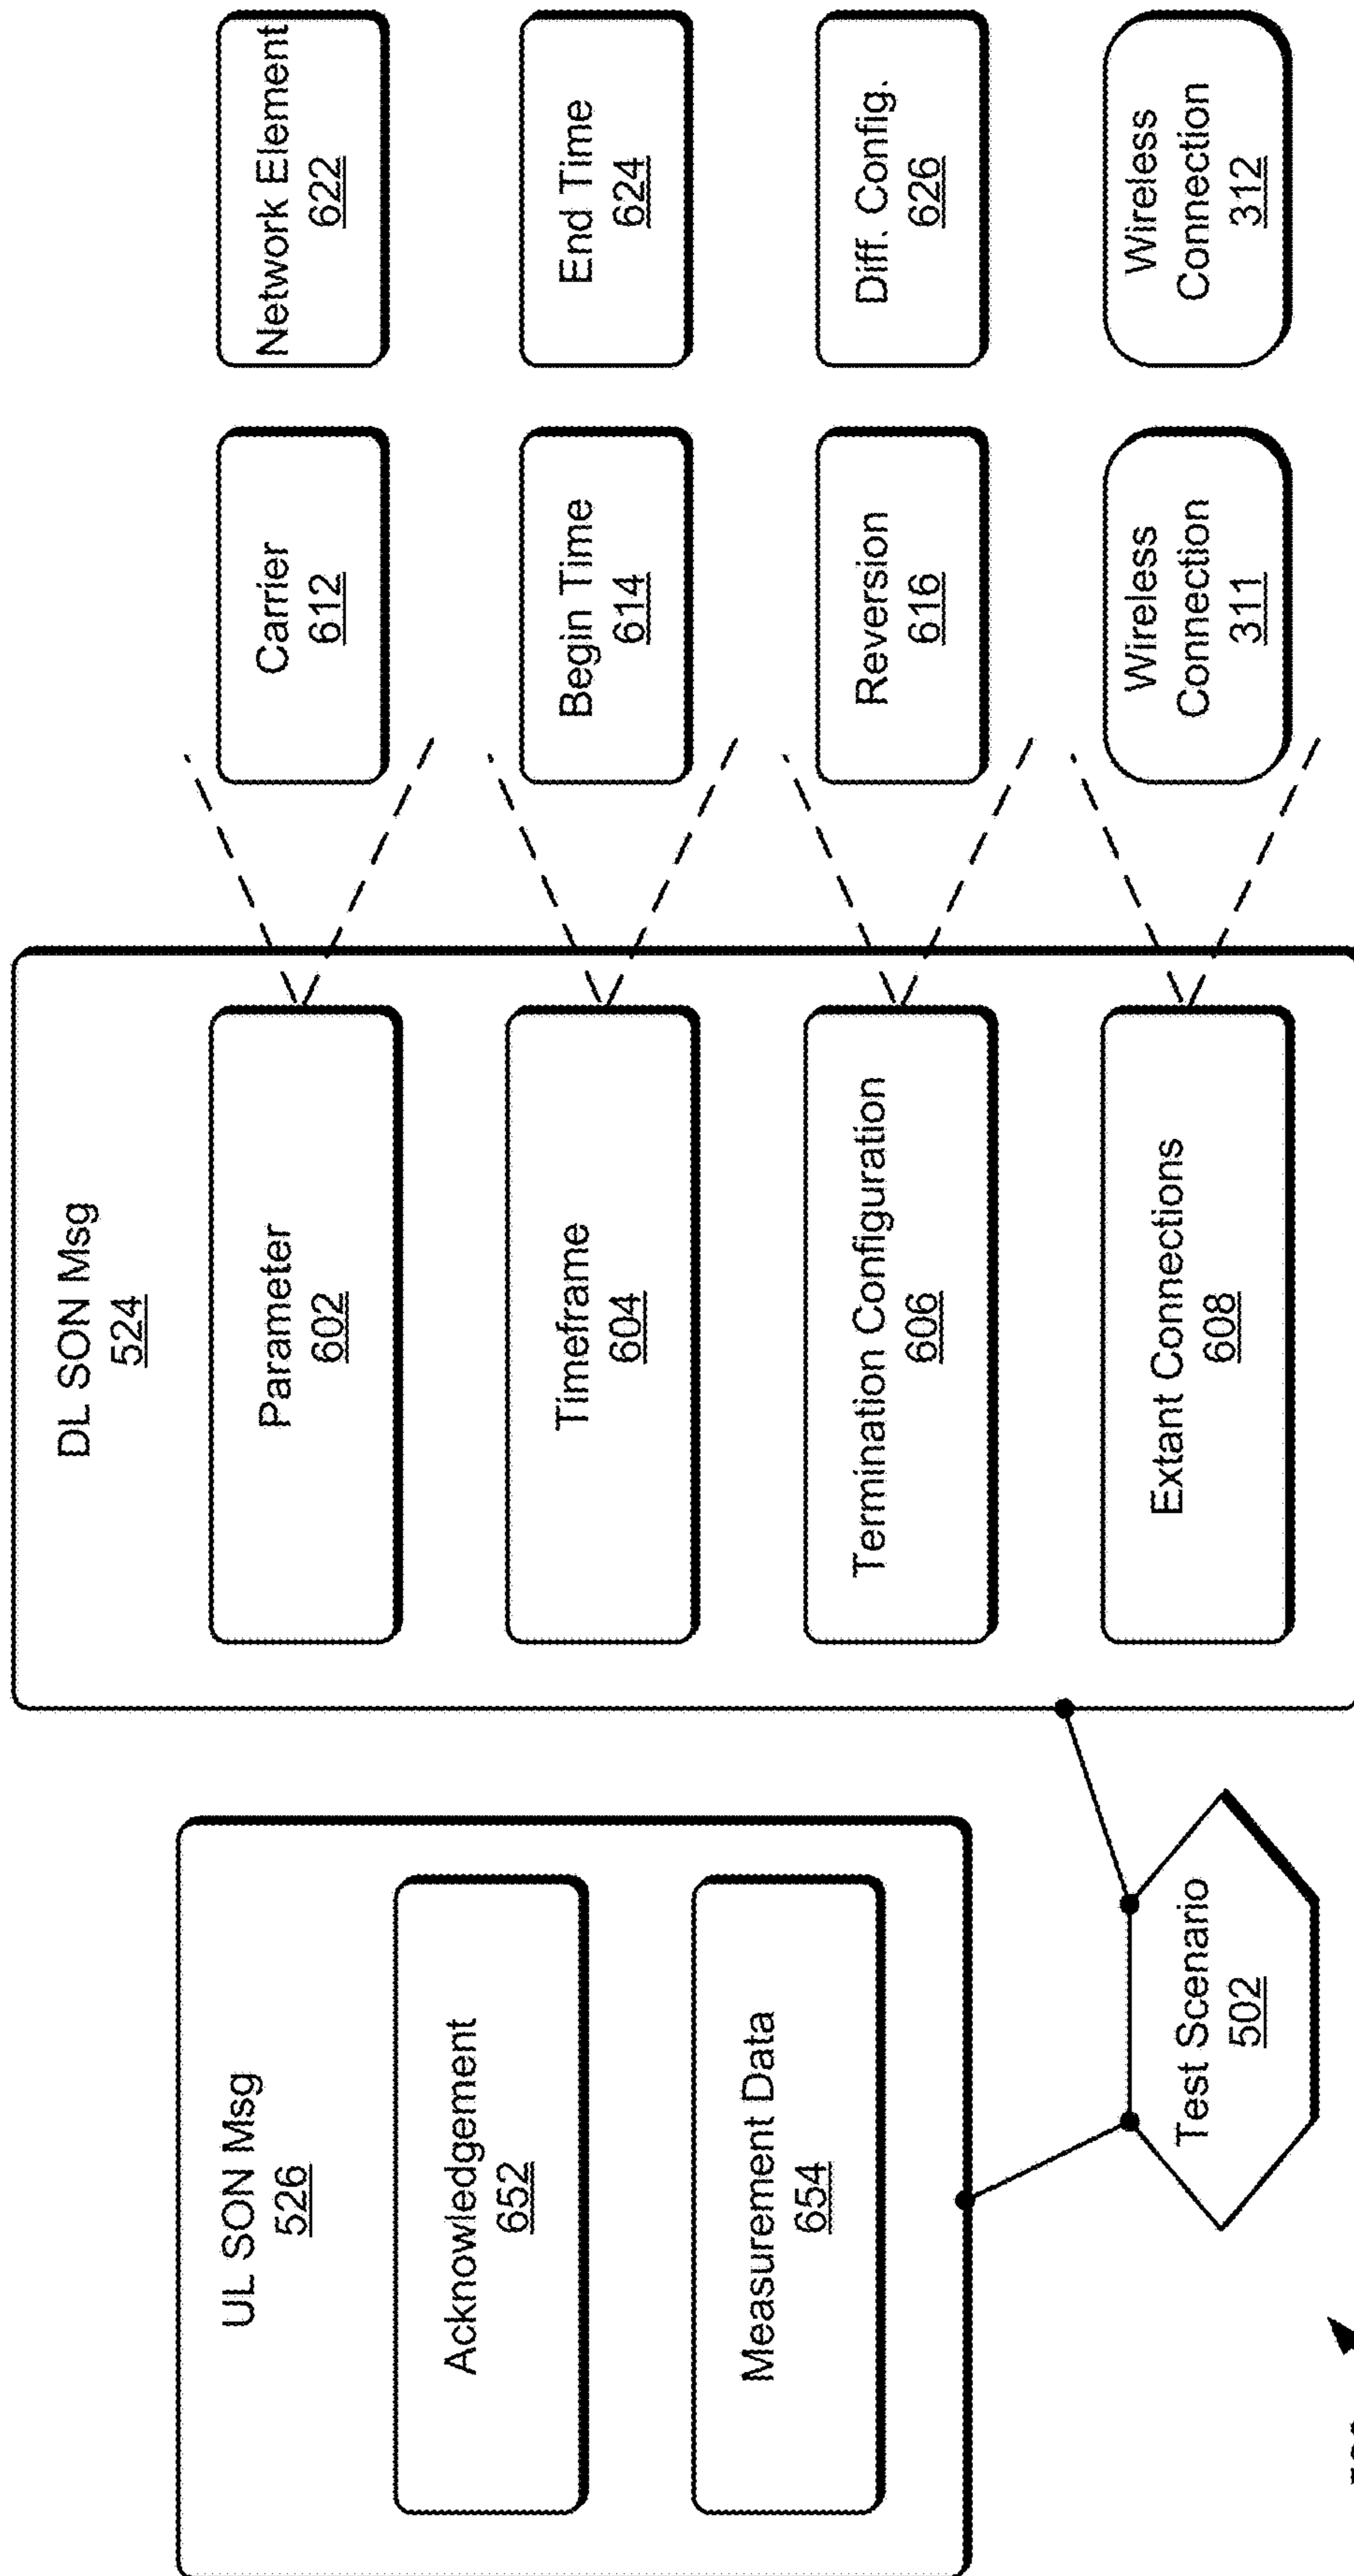 UL SON Msg
526
Acknowledgement
652
Measurement Data
654
Test Scenario
502
DL SON Msg
524
Parameter
602
Timeframe
604
Termination Configuration
606
Extant Connections
608
Carrier
612
Network Element
622
Begin Time
614
End Time
624
Reversion
616
Diff. Config.
626
Wireless
Connection
311
Wireless
Connection
312